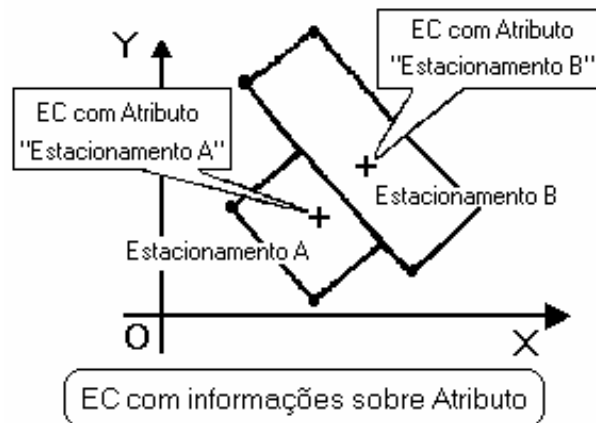 Y
EC com Atributo
"Estacionamento B"
EC com Atributo
"Estacionamento A"
Estacionamento B
Estacionamento A
O
X
EC com informações sobre Atributo